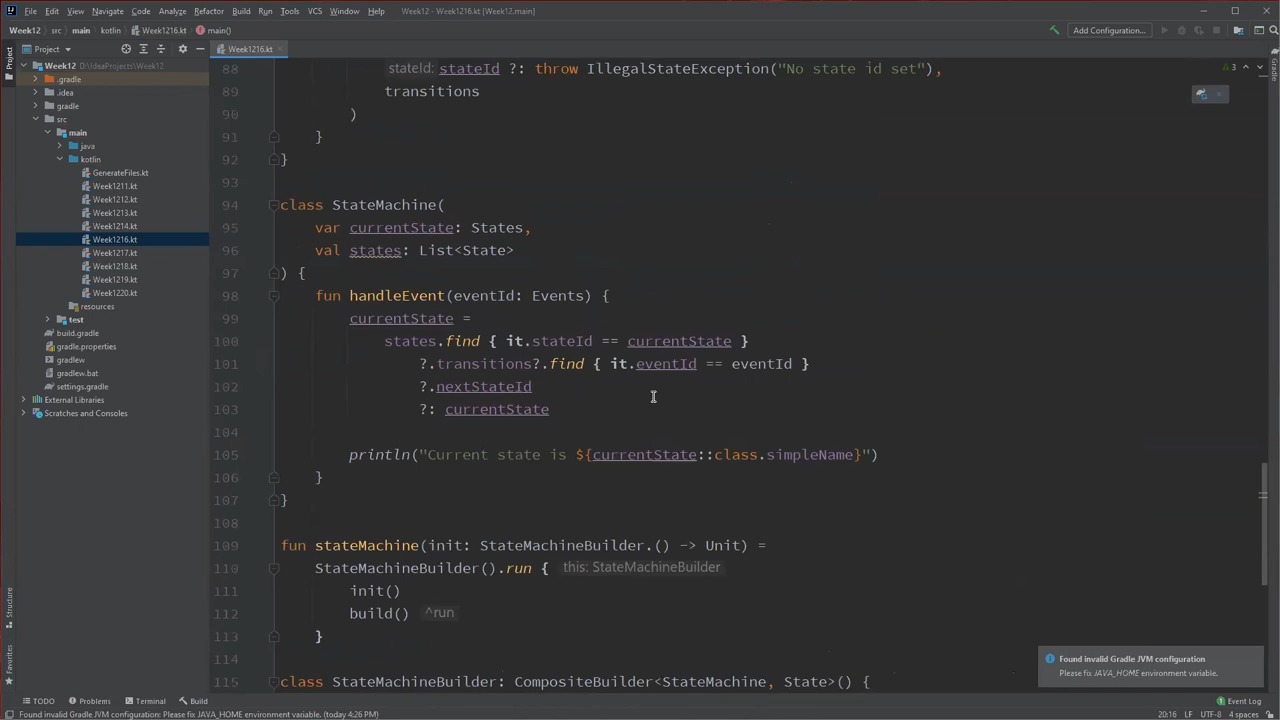 File Edit View Navigate Code Analyze Refactor Build Run Tools VCS Window Help Week12 - Week1216.kt [Week12.main]
Week12 src main kotlin Week1216.kt main() Add Configuration...
Project Week1216.kt
Week12 D:\IdeaProjects\Week12
.gradle
.idea
gradle
src
main
java
kotlin
GenerateFiles.kt
Week1211.kt
Week1212.kt
Week1213.kt
Week1214.kt
Week1216.kt
Week1217.kt
Week1218.kt
Week1219.kt
Week1220.kt
resources
test
build.gradle
gradle.properties
gradlew
gradlew.bat
settings.gradle
External Libraries
Scratches and Consoles
Project
Structure
Favorites
Gradle
3
88 stateId: stateId ?: throw IllegalStateException("No state id set"),
89 transitions
90 )
91 }
92 }
93
94 class StateMachine(
95 var currentState: States,
96 val states: List<State>
97 ) {
98 fun handleEvent(eventId: Events) {
99 currentState =
100 states.find { it.stateId == currentState }
101 ?.transitions?.find { it.eventId == eventId }
102 ?.nextStateId
103 ?: currentState
104
105 println("Current state is ${currentState::class.simpleName}")
106 }
107 }
108
109 fun stateMachine(init: StateMachineBuilder.() -> Unit) =
110 StateMachineBuilder().run { this: StateMachineBuilder
111 init()
112 build() ^run
113 }
114
115 class StateMachineBuilder: CompositeBuilder<StateMachine, State>() {
Found invalid Gradle JVM configuration
Please fix JAVA_HOME environment variable.
TODO Problems Terminal Build Event Log
Found invalid Gradle JVM configuration: Please fix JAVA_HOME environment variable. (today 4:26 PM) 20:16 LF UTF-8 4 spaces